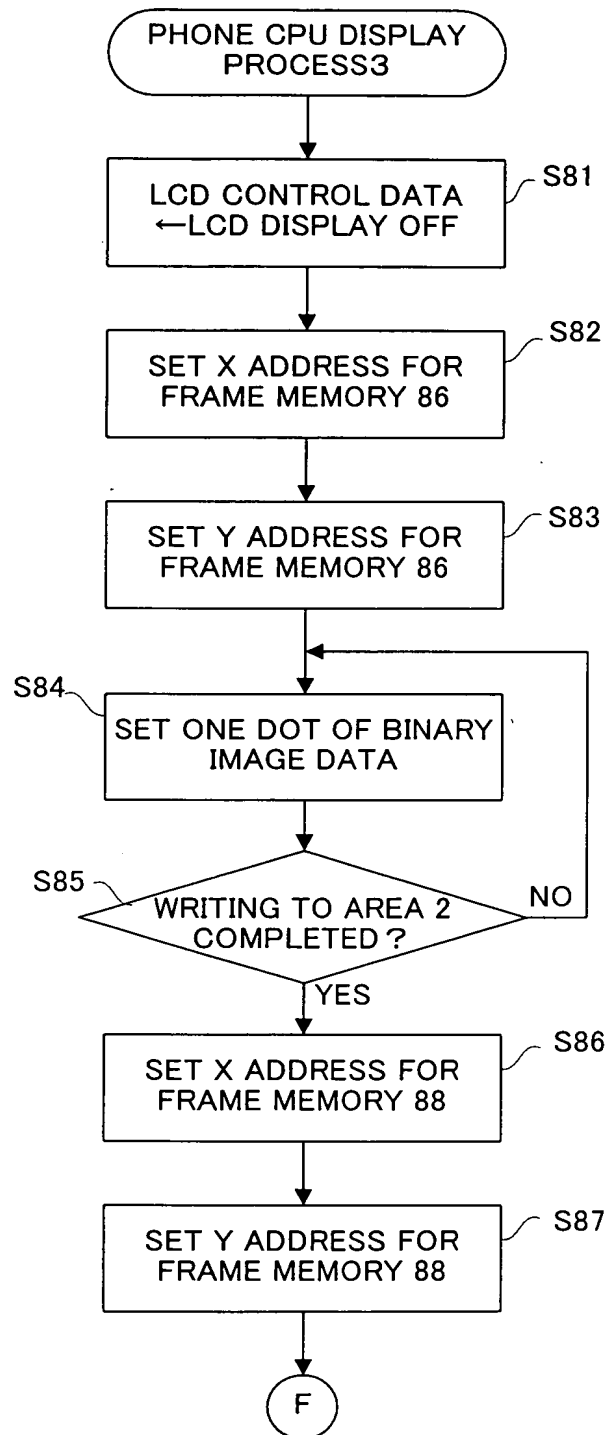 PHONE CPU DISPLAY
PROCESS3
S81
LCD CONTROL DATA
←LCD DISPLAY OFF
S82
SET X ADDRESS FOR
FRAME MEMORY 86
S83
SET Y ADDRESS FOR
FRAME MEMORY 86
S84
SET ONE DOT OF BINARY
IMAGE DATA
S85
WRITING TO AREA 2
COMPLETED?
NO
YES
S86
SET X ADDRESS FOR
FRAME MEMORY 88
S87
SET Y ADDRESS FOR
FRAME MEMORY 88
F